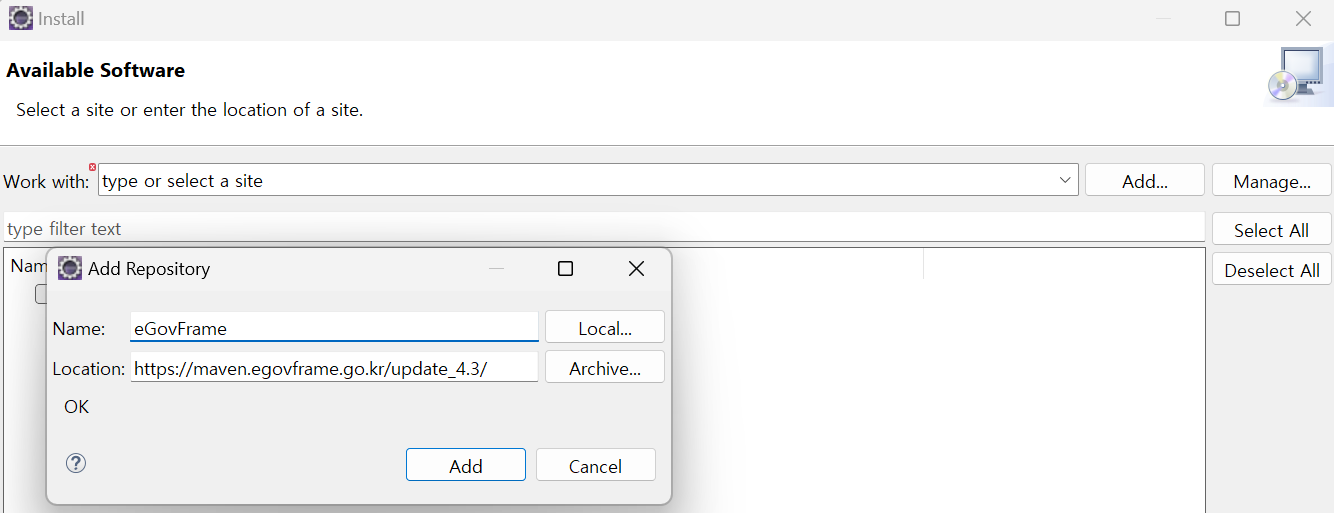 Install
Available Software
Select a site or enter the location of a site.
Work with: type or select a site Add... Manage...
type filter text Select All
Nam Deselect All
Add Repository
Name: eGovFrame Local...
Location: https://maven.egovframe.go.kr/update_4.3/ Archive...
OK
? Add Cancel